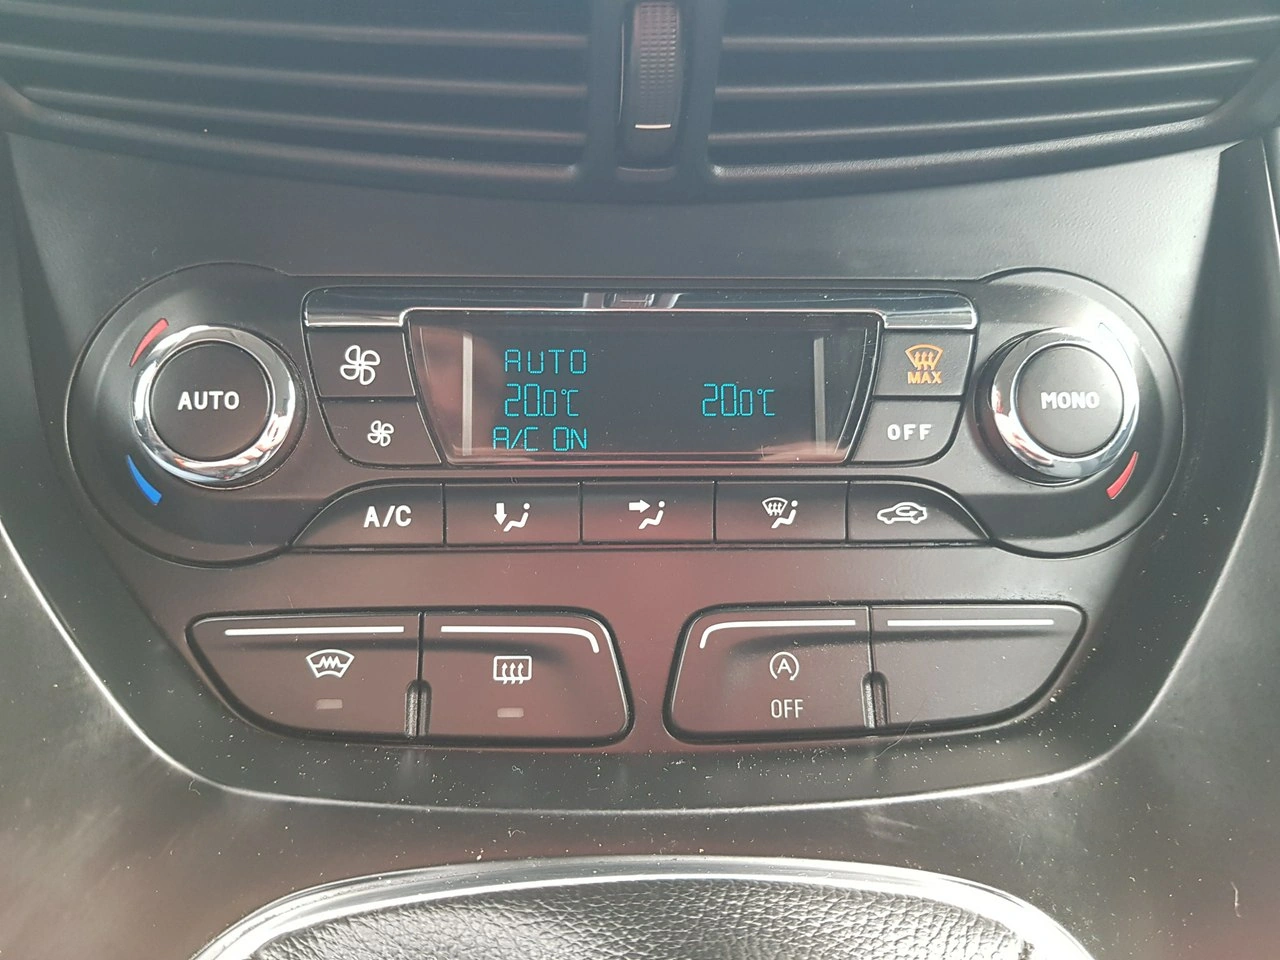 AUTO
AUTO
20.0°C 20.0°C
A/C ON
MAX
OFF
MONO
A/C
A
OFF